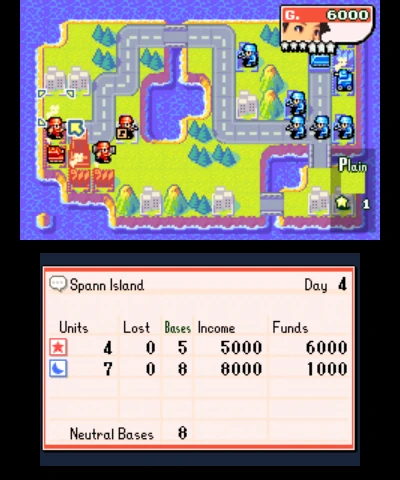 G. 6000
Plain
1
Spann Island Day 4
Units Lost Bases Income Funds
4 0 5 5000 6000
7 0 8 8000 1000
Neutral Bases 8